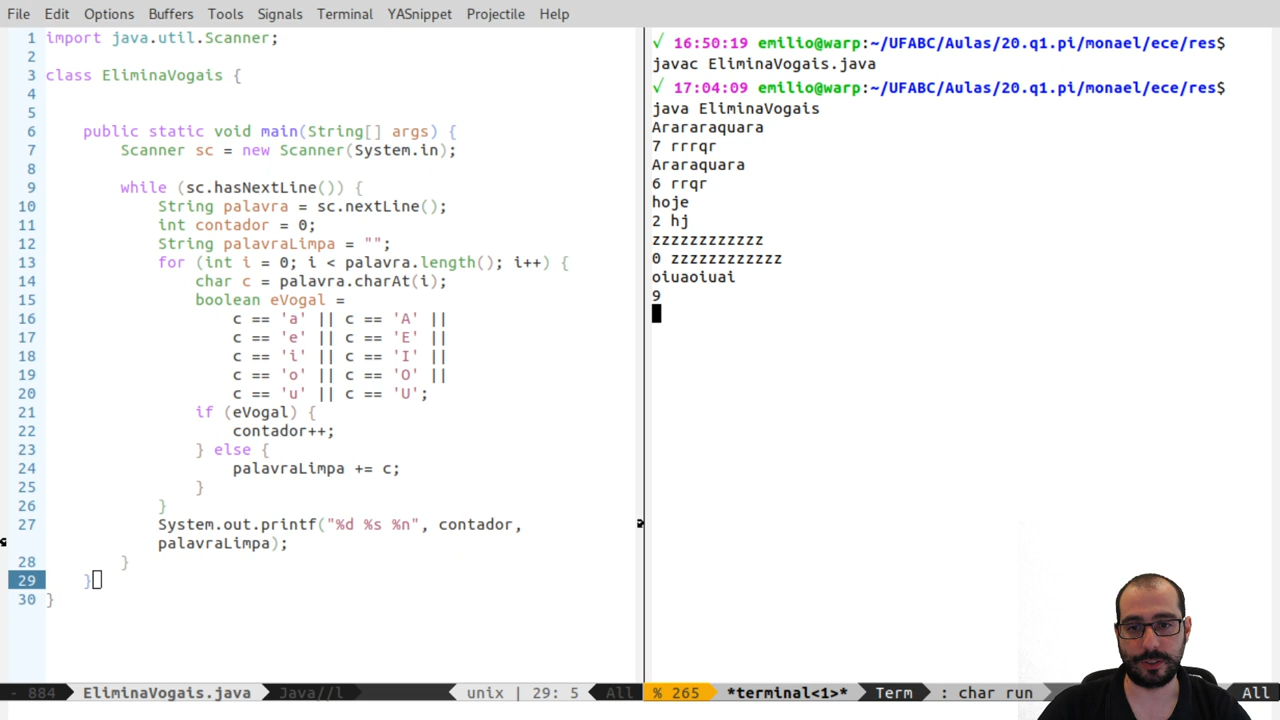 File Edit Options Buffers Tools Signals Terminal YASnippet Projectile Help
1 import java.util.Scanner;
2
3 class EliminaVogais {
4
5
6 public static void main(String[] args) {
7 Scanner sc = new Scanner(System.in);
8
9 while (sc.hasNextLine()) {
10 String palavra = sc.nextLine();
11 int contador = 0;
12 String palavraLimpa = "";
13 for (int i = 0; i < palavra.length(); i++) {
14 char c = palavra.charAt(i);
15 boolean eVogal =
16 c == 'a' || c == 'A' ||
17 c == 'e' || c == 'E' ||
18 c == 'i' || c == 'I' ||
19 c == 'o' || c == 'O' ||
20 c == 'u' || c == 'U';
21 if (eVogal) {
22 contador++;
23 } else {
24 palavraLimpa += c;
25 }
26 }
27 System.out.printf("%d %s %n", contador,
palavraLimpa);
28 }
29 }
30 }
- 884 EliminaVogais.java Java//l unix | 29: 5 All
√ 16:50:19 emilio@warp:~/UFABC/Aulas/20.q1.pi/monael/ece/res$
javac EliminaVogais.java
√ 17:04:09 emilio@warp:~/UFABC/Aulas/20.q1.pi/monael/ece/res$
java EliminaVogais
Arararaquara
7 rrrqr
Araraquara
6 rrqr
hoje
2 hj
zzzzzzzzzzzz
0 zzzzzzzzzzzz
oiuaoiuai
9
% 265 *terminal<1>* Term : char run All